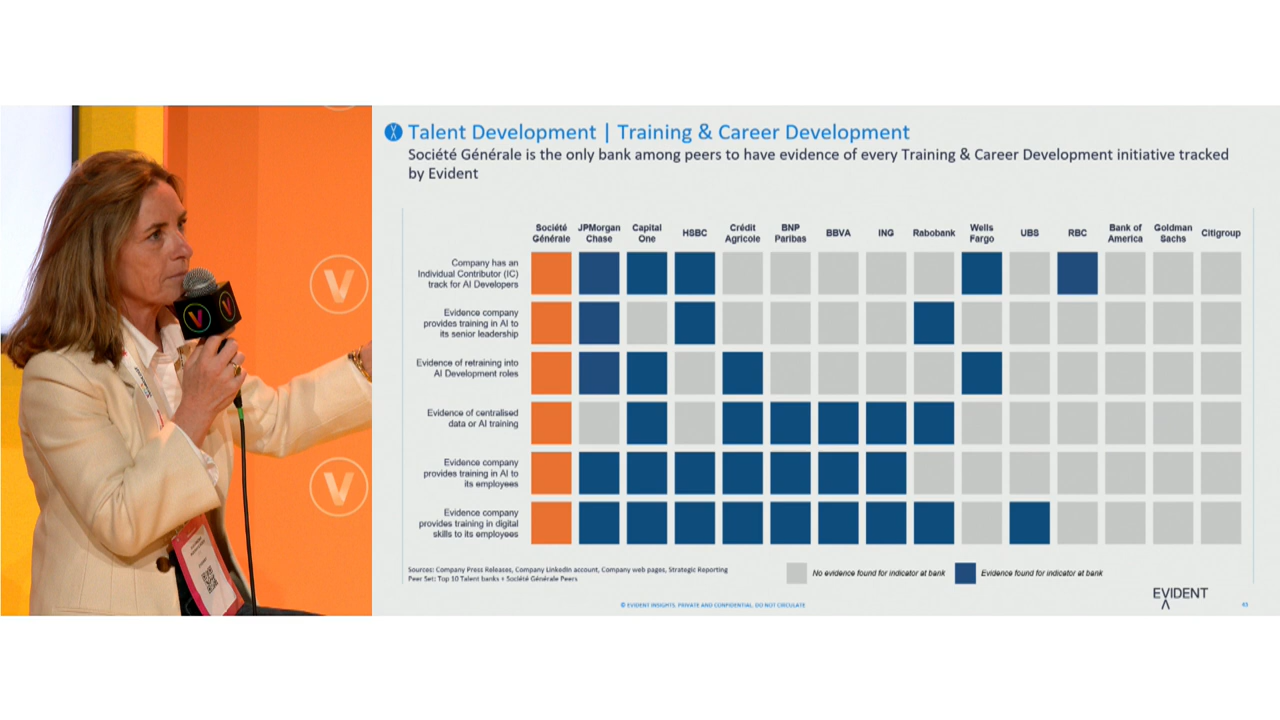 Talent Development | Training & Career Development
Société Générale is the only bank among peers to have evidence of every Training & Career Development initiative tracked
by Evident
Société
Générale
JPMorgan
Chase
Capital
One
HSBC
Crédit
Agricole
BNP
Paribas
BBVA
ING
Rabobank
Wells
Fargo
UBS
RBC
Bank of
America
Goldman
Sachs
Citigroup
Company has an
Individual Contributor (IC)
track for AI Developers
Evidence company
provides training in AI to
its senior leadership
Evidence of retraining into
AI Development roles
Evidence of centralised
data or AI training
Evidence company
provides training in AI to
its employees
Evidence company
provides training in digital
skills to its employees
Sources: Company Press Releases, Company LinkedIn account, Company web pages, Strategic Reporting
Peer Set: Top 10 Talent banks + Société Générale Peers
No evidence found for indicator at bank
Evidence found for indicator at bank
© EVIDENT INSIGHTS. PRIVATE AND CONFIDENTIAL. DO NOT CIRCULATE
EVIDENT
V
V
V
V